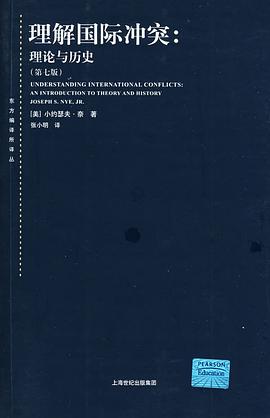 理解国际冲突：
理论与历史
（第七版）
UNDERSTANDING INTERNATIONAL CONFLICTS:
AN INTRODUCTION TO THEORY AND HISTORY
JOSEPH S. NYE, JR.
［美］小约瑟夫·奈 著
张小明 译
东方编译所译丛
PEARSON
Education
上海世纪出版集团